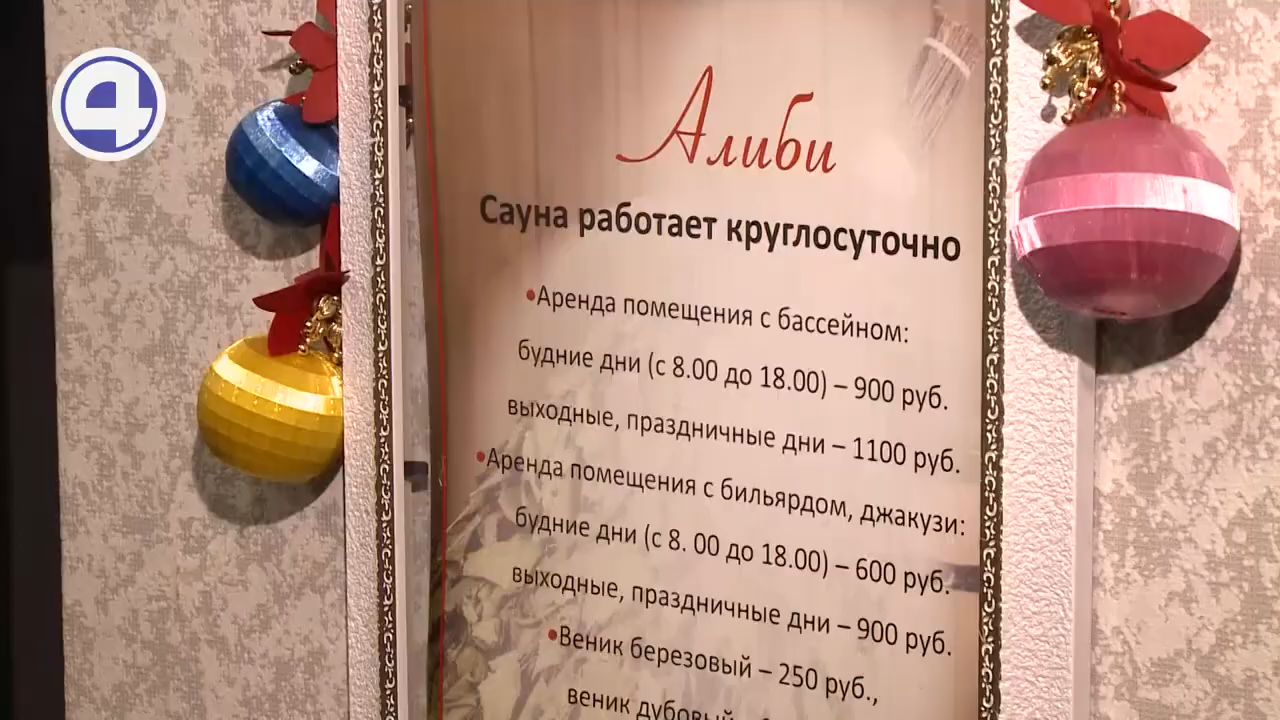 4
Алиби
Сауна работает круглосуточно
•Аренда помещения с бассейном:
будние дни (с 8.00 до 18.00) – 900 руб.
выходные, праздничные дни – 1100 руб.
•Аренда помещения с бильярдом, джакузи:
будние дни (с 8. 00 до 18.00) – 600 руб.
выходные, праздничные дни – 900 руб.
•Веник березовый – 250 руб.,
веник дубовый